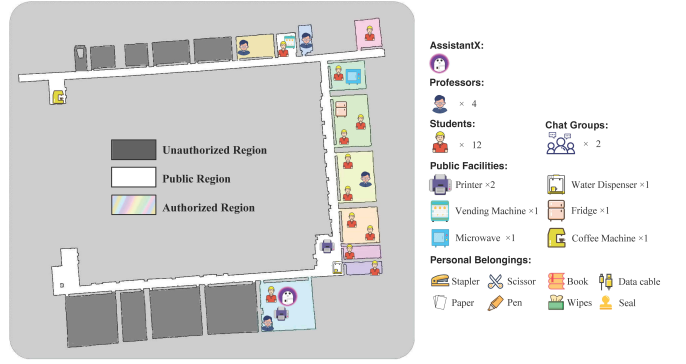 Unauthorized Region
Public Region
Authorized Region
AssistantX:
Professors:
× 4
Students:
× 12
Chat Groups:
× 2
Public Facilities:
Printer ×2
Water Dispenser ×1
Vending Machine ×1
Fridge ×1
Microwave ×1
Coffee Machine ×1
Personal Belongings:
Stapler
Scissor
Book
Data cable
Paper
Pen
Wipes
Seal